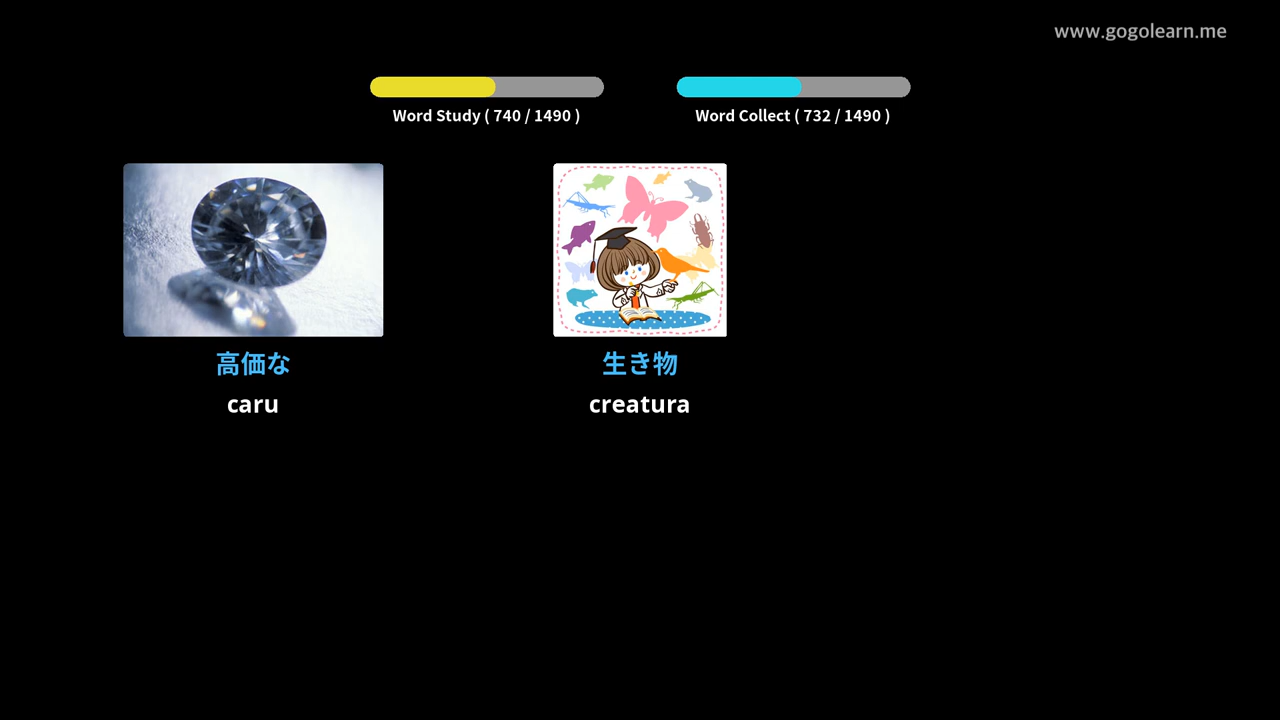 www.gogolearn.me
Word Study ( 740 / 1490 )
Word Collect ( 732 / 1490 )
高価な
caru
生き物
creatura